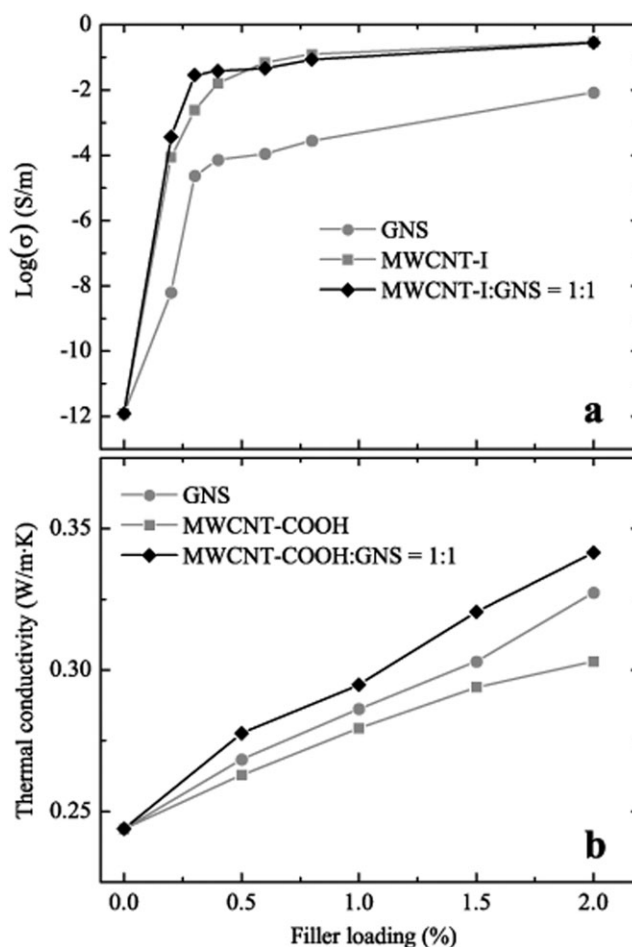 0
-2
-4
-6
-8
-10
-12
Log(σ) (S/m)
GNS
MWCNT-I
MWCNT-I:GNS = 1:1
a
0.35
0.30
0.25
Thermal conductivity (W/m·K)
GNS
MWCNT-COOH
MWCNT-COOH:GNS = 1:1
b
0.0 0.5 1.0 1.5 2.0
Filler loading (%)